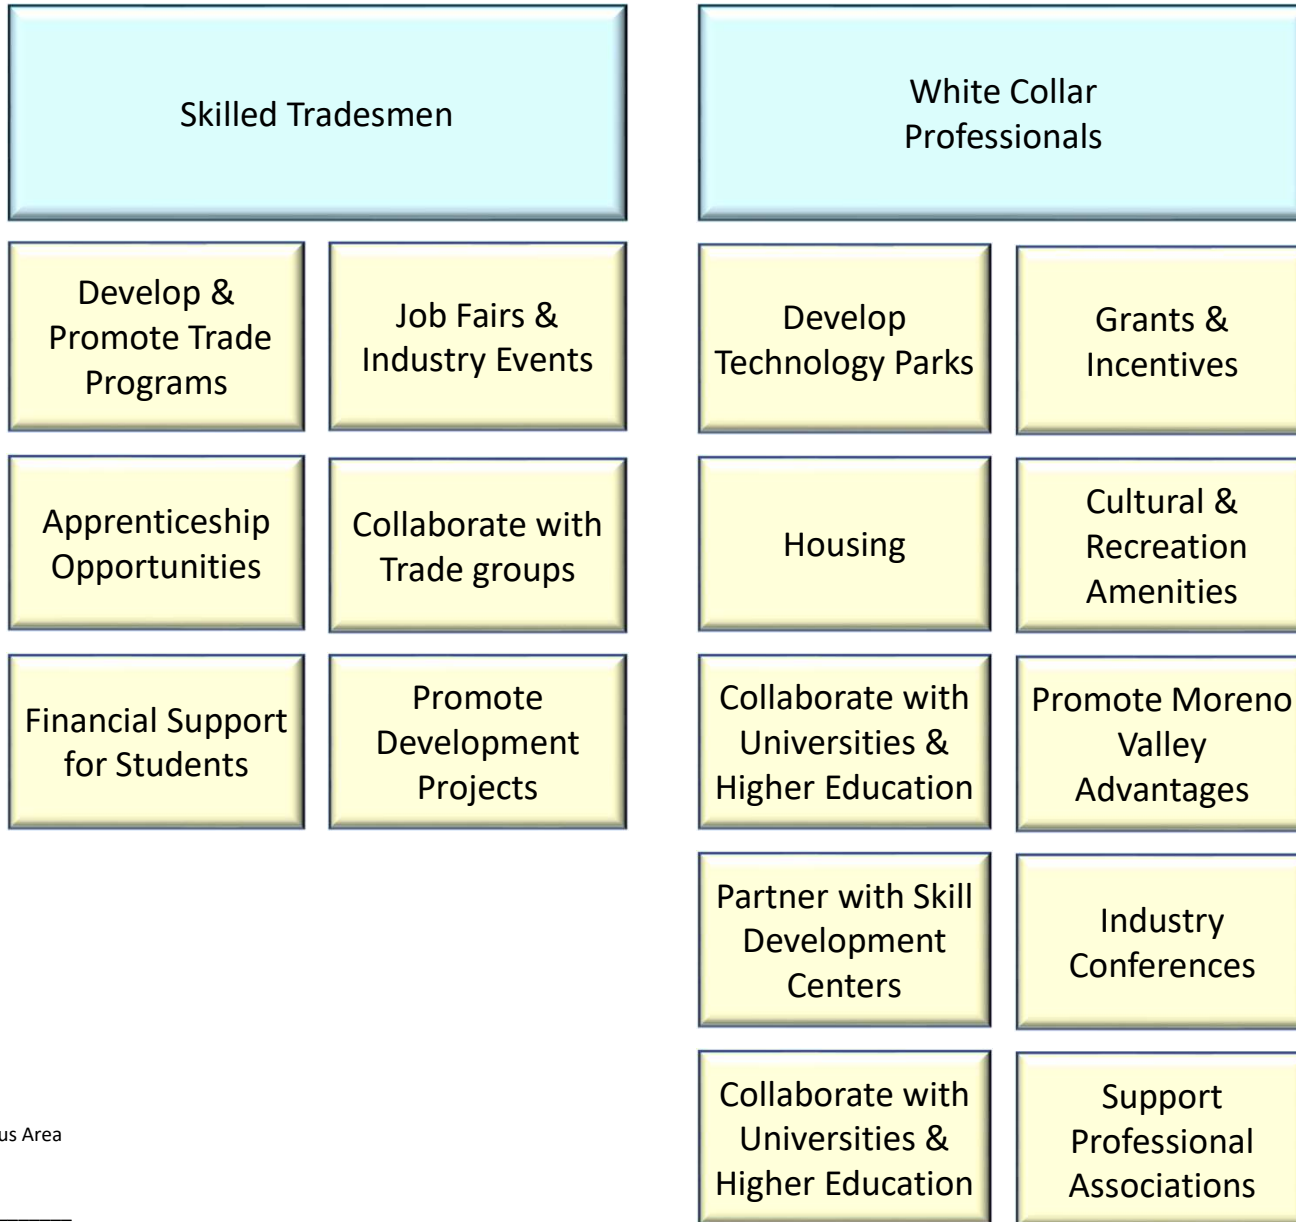 Skilled Tradesmen
White Collar
Professionals
Develop &
Promote Trade
Programs
Job Fairs &
Industry Events
Develop
Technology Parks
Grants &
Incentives
Apprenticeship
Opportunities
Collaborate with
Trade groups
Housing
Cultural &
Recreation
Amenities
Financial Support
for Students
Promote
Development
Projects
Collaborate with
Universities &
Higher Education
Promote Moreno
Valley
Advantages
Partner with Skill
Development
Centers
Industry
Conferences
Collaborate with
Universities &
Higher Education
Support
Professional
Associations
Area